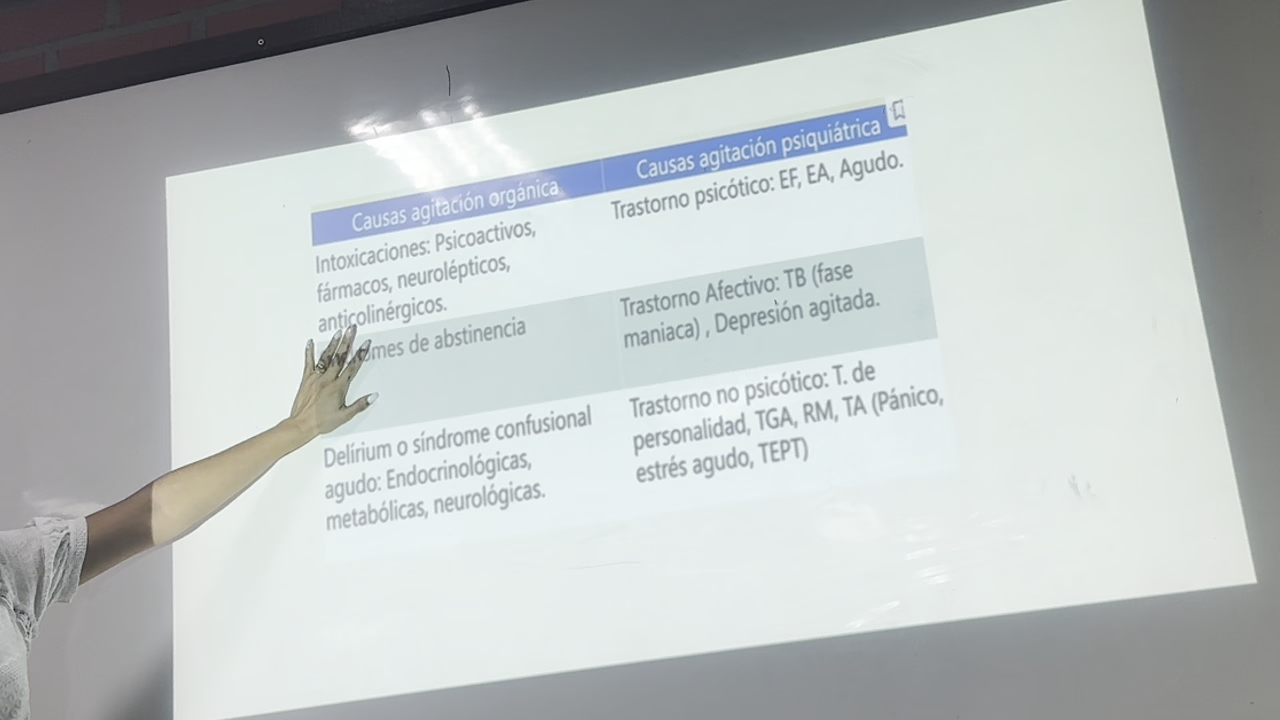 Causas agitación orgánica
Causas agitación psiquiátrica
Intoxicaciones: Psicoactivos,
fármacos, neurolépticos,
anticolinérgicos.
Trastorno psicótico: EF, EA, Agudo.
de abstinencia
Trastorno Afectivo: TB (fase
maniaca) , Depresión agitada.
Delírium o síndrome confusional
agudo: Endocrinológicas,
metabólicas, neurológicas.
Trastorno no psicótico: T. de
personalidad, TGA, RM, TA (Pánico,
estrés agudo, TEPT)